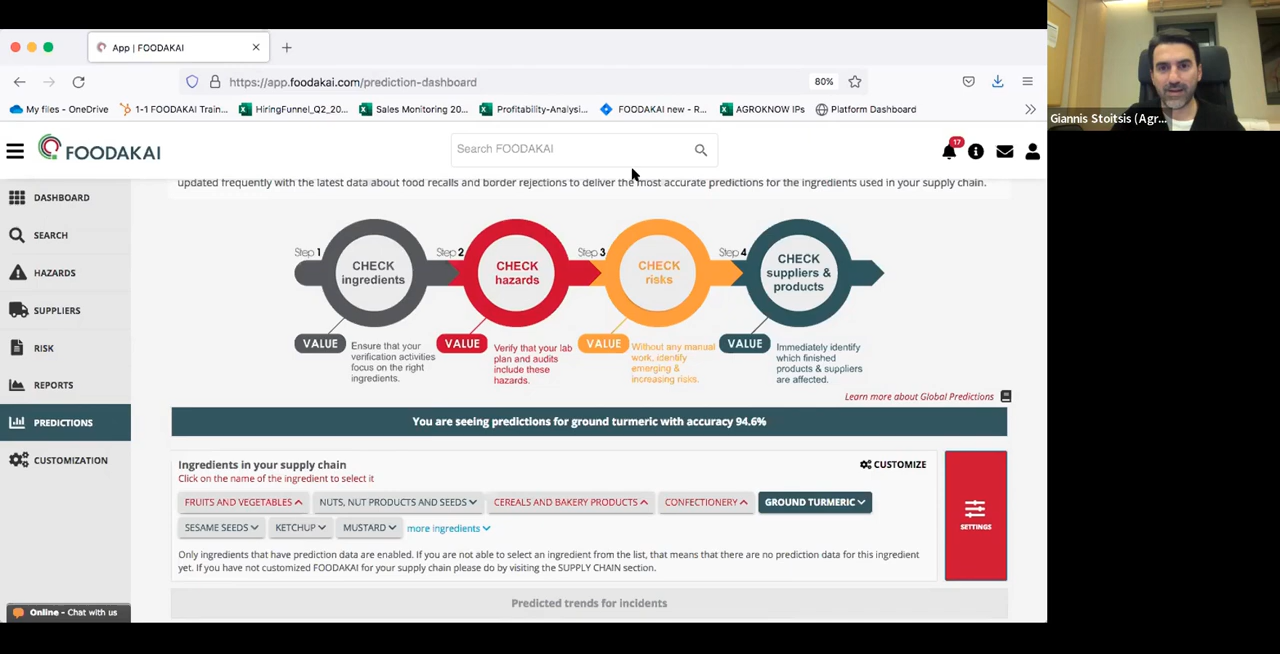 App | FOODAKAI
https://app.foodakai.com/prediction-dashboard
80%
My files - OneDrive
1-1 FOODAKAI Train...
HiringFunnel_Q2_20...
Sales Monitoring 20...
Profitability-Analysi...
FOODAKAI new - R...
AGROKNOW IPs
Platform Dashboard
Giannis Stoitsis (Agr...
FOODAKAI
Search FOODAKAI
17
updated frequently with the latest data about food recalls and border rejections to deliver the most accurate predictions for the ingredients used in your supply chain.
DASHBOARD
SEARCH
HAZARDS
SUPPLIERS
RISK
REPORTS
PREDICTIONS
CUSTOMIZATION
Step 1
CHECK
ingredients
Step 2
CHECK
hazards
Step 3
CHECK
risks
Step 4
CHECK
suppliers &
products
VALUE
Ensure that your
verification activities
focus on the right
ingredients.
VALUE
Verify that your lab
plan and audits
include these
hazards.
VALUE
Without any manual
work, identify
emerging &
increasing risks.
VALUE
Immediately identify
which finished
products & suppliers
are affected.
Learn more about Global Predictions
You are seeing predictions for ground turmeric with accuracy 94.6%
Ingredients in your supply chain
CUSTOMIZE
Click on the name of the ingredient to select it
FRUITS AND VEGETABLES
NUTS, NUT PRODUCTS AND SEEDS
CEREALS AND BAKERY PRODUCTS
CONFECTIONERY
GROUND TURMERIC
SESAME SEEDS
KETCHUP
MUSTARD
more ingredients
SETTINGS
Only ingredients that have prediction data are enabled. If you are not able to select an ingredient from the list, that means that there are no prediction data for this ingredient
yet. If you have not customized FOODAKAI for your supply chain please do by visiting the SUPPLY CHAIN section.
Predicted trends for incidents
Online - Chat with us